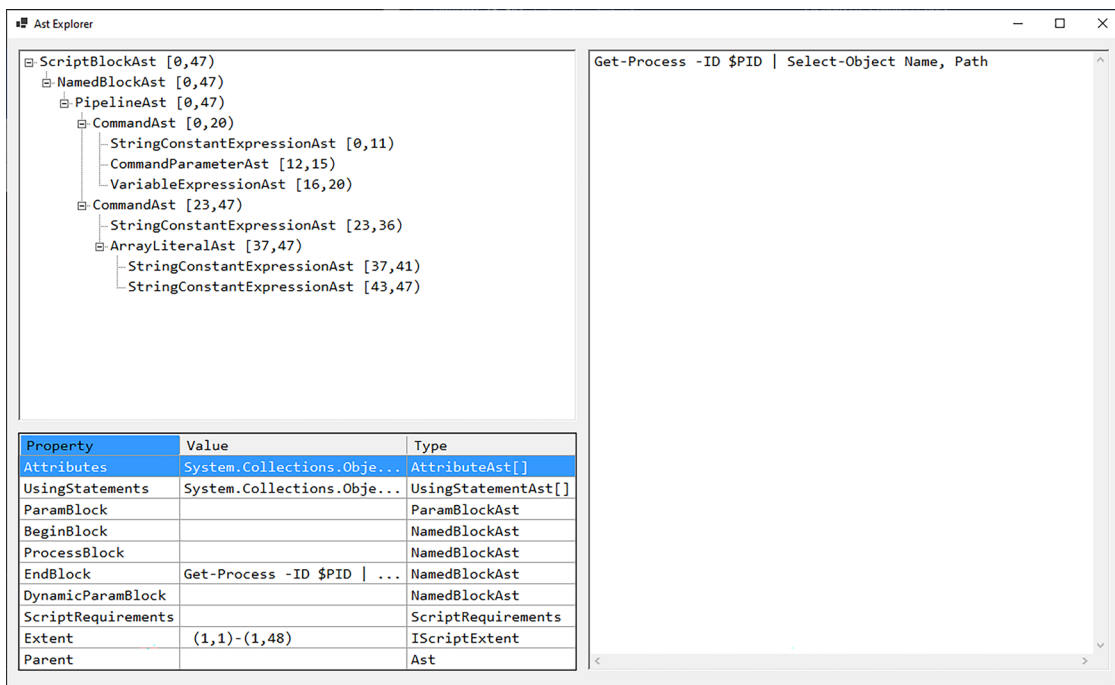 Ast Explorer
ScriptBlockAst [0,47)
NamedBlockAst [0,47)
PipelineAst [0,47)
CommandAst [0,20)
StringConstantExpressionAst [0,11)
CommandParameterAst [12,15)
VariableExpressionAst [16,20)
CommandAst [23,47)
StringConstantExpressionAst [23,36)
ArrayLiteralAst [37,47)
StringConstantExpressionAst [37,41)
StringConstantExpressionAst [43,47)
Get-Process -ID $PID | Select-Object Name, Path
Property Value Type
Attributes System.Collections.Obje... AttributeAst[]
UsingStatements System.Collections.Obje... UsingStatementAst[]
ParamBlock ParamBlockAst
BeginBlock NamedBlockAst
ProcessBlock NamedBlockAst
EndBlock Get-Process -ID $PID | ... NamedBlockAst
DynamicParamBlock NamedBlockAst
ScriptRequirements ScriptRequirements
Extent (1,1)-(1,48) IScriptExtent
Parent Ast